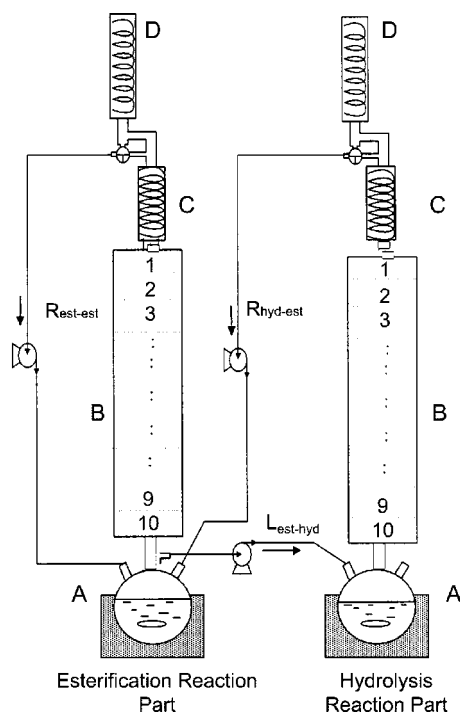 D
D
C
C
1
2
3
9
10
1
2
3
9
10
Rest-est
Rhyd-est
B
B
Lest-hyd
A
A
Esterification Reaction
Part
Hydrolysis
Reaction Part